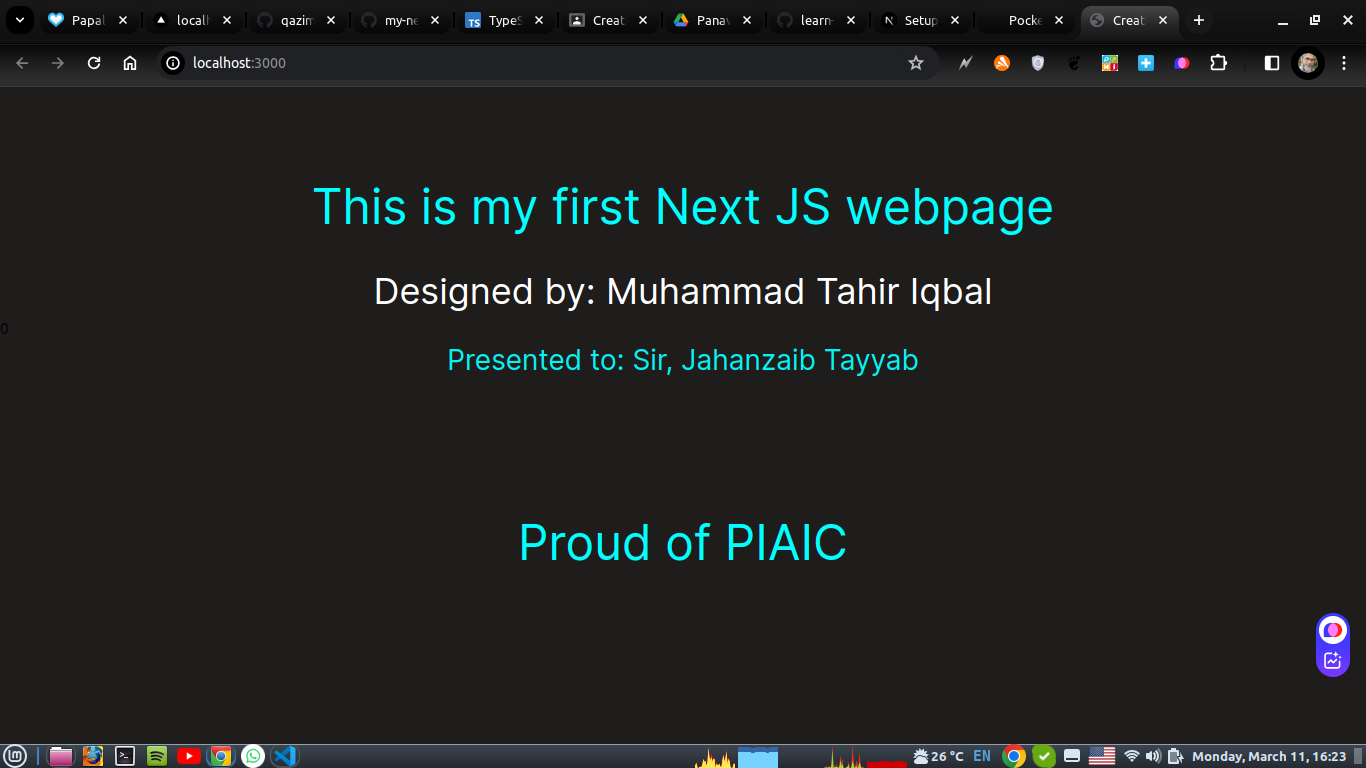 Papal
localh
qazim
my-ne
TypeS
Creat
Panav
learn-
Setup
Pocke
Creat
localhost:3000
This is my first Next JS webpage
Designed by: Muhammad Tahir Iqbal
0
Presented to: Sir, Jahanzaib Tayyab
Proud of PIAIC
26 °C EN Monday, March 11, 16:23